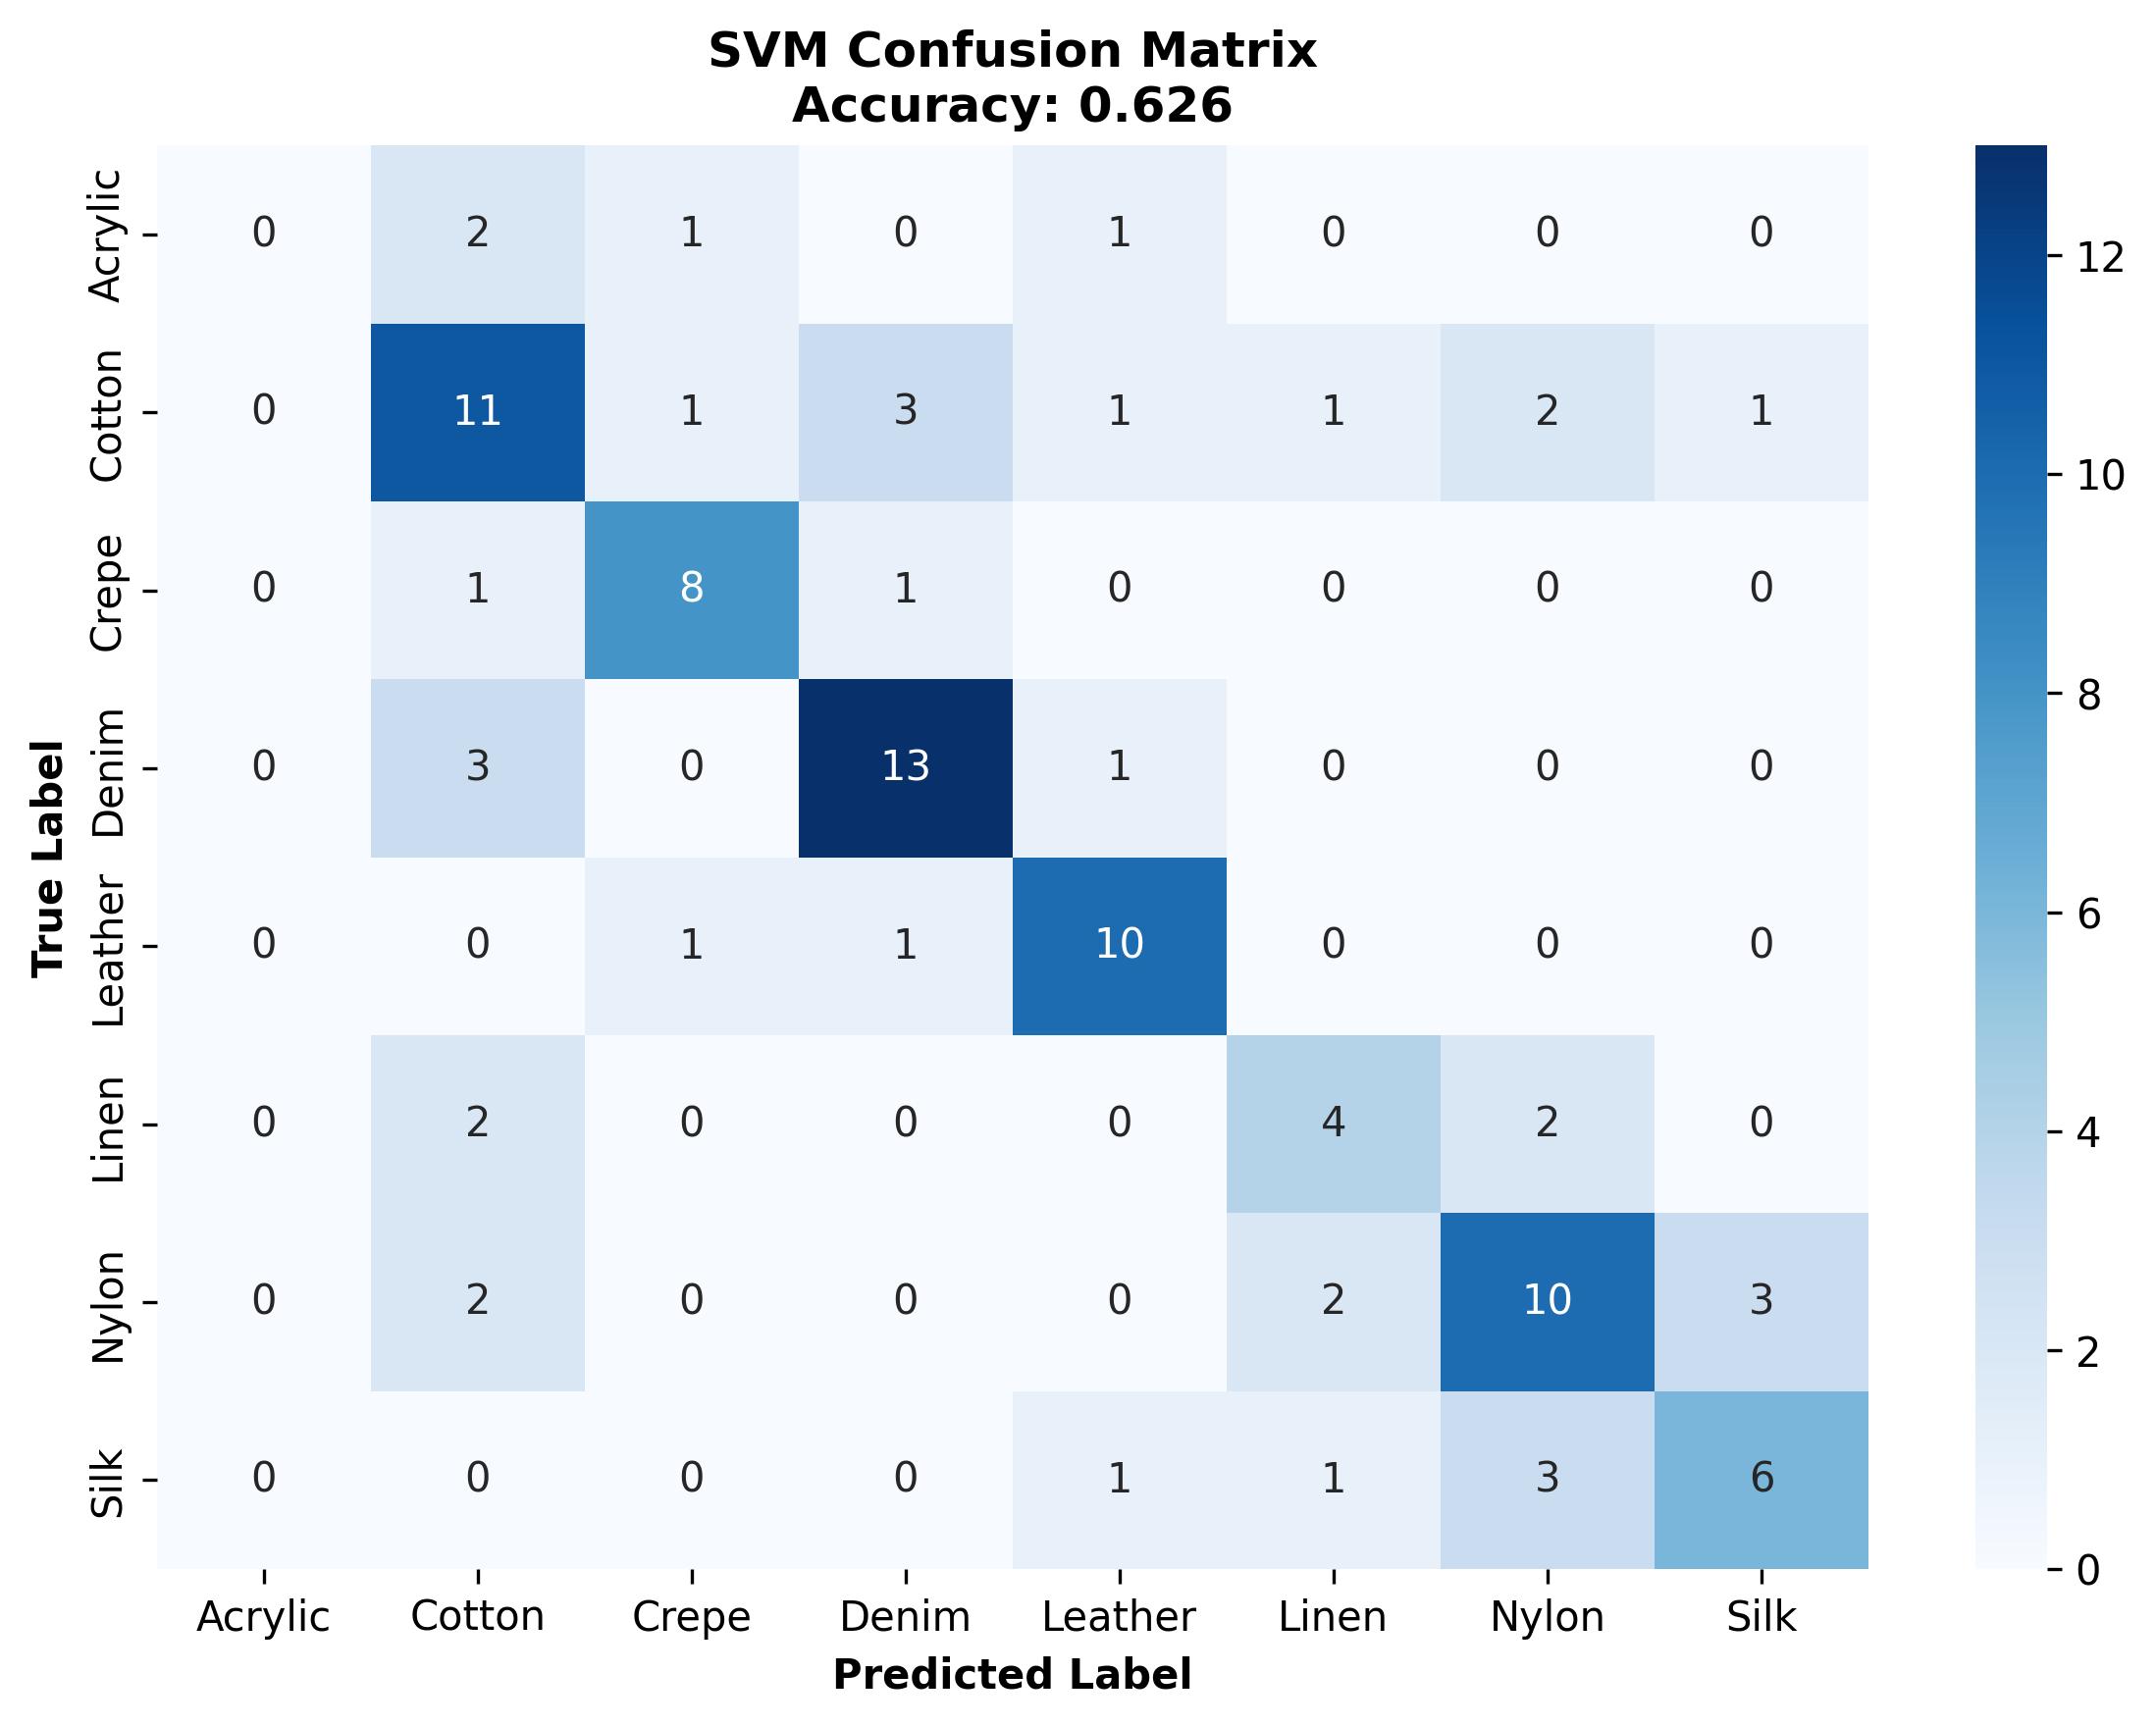 SVM Confusion Matrix
Accuracy: 0.626
True Label
Acrylic 0 2 1 0 1 0 0 0
Cotton 0 11 1 3 1 1 2 1
Crepe 0 1 8 1 0 0 0 0
Denim 0 3 0 13 1 0 0 0
Leather 0 0 1 1 10 0 0 0
Linen 0 2 0 0 0 4 2 0
Nylon 0 2 0 0 0 2 10 3
Silk 0 0 0 0 1 1 3 6
Acrylic Cotton Crepe Denim Leather Linen Nylon Silk
Predicted Label
12
10
8
6
4
2
0